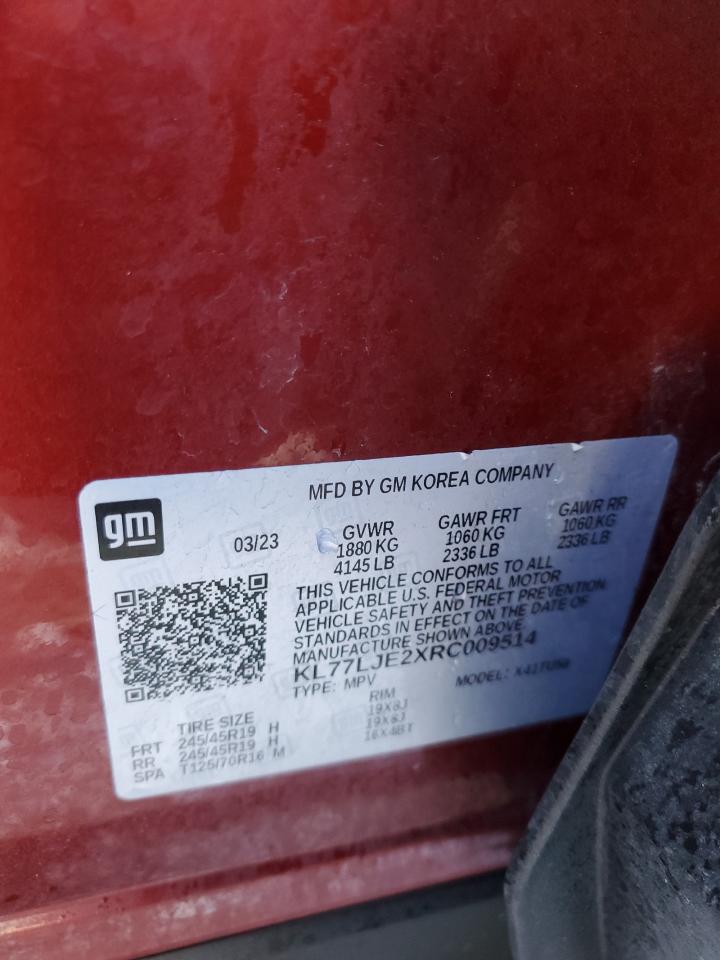 gm
MFD BY GM KOREA COMPANY
03/23
GVWR
1880 KG
4145 LB
GAWR FRT
1060 KG
2336 LB
GAWR RR
1060 KG
2336 LB
THIS VEHICLE CONFORMS TO ALL
APPLICABLE U.S. FEDERAL MOTOR
VEHICLE SAFETY AND THEFT PREVENTION
STANDARDS IN EFFECT ON THE DATE OF
MANUFACTURE SHOWN ABOVE.
KL77LJE2XRC009514
TYPE: MPV
MODEL:
TIRE SIZE RIM
FRT 245/45R19 H 19X8J
RR 245/45R19 H 19X8J
SPA T125/70R16 M 16X4BT